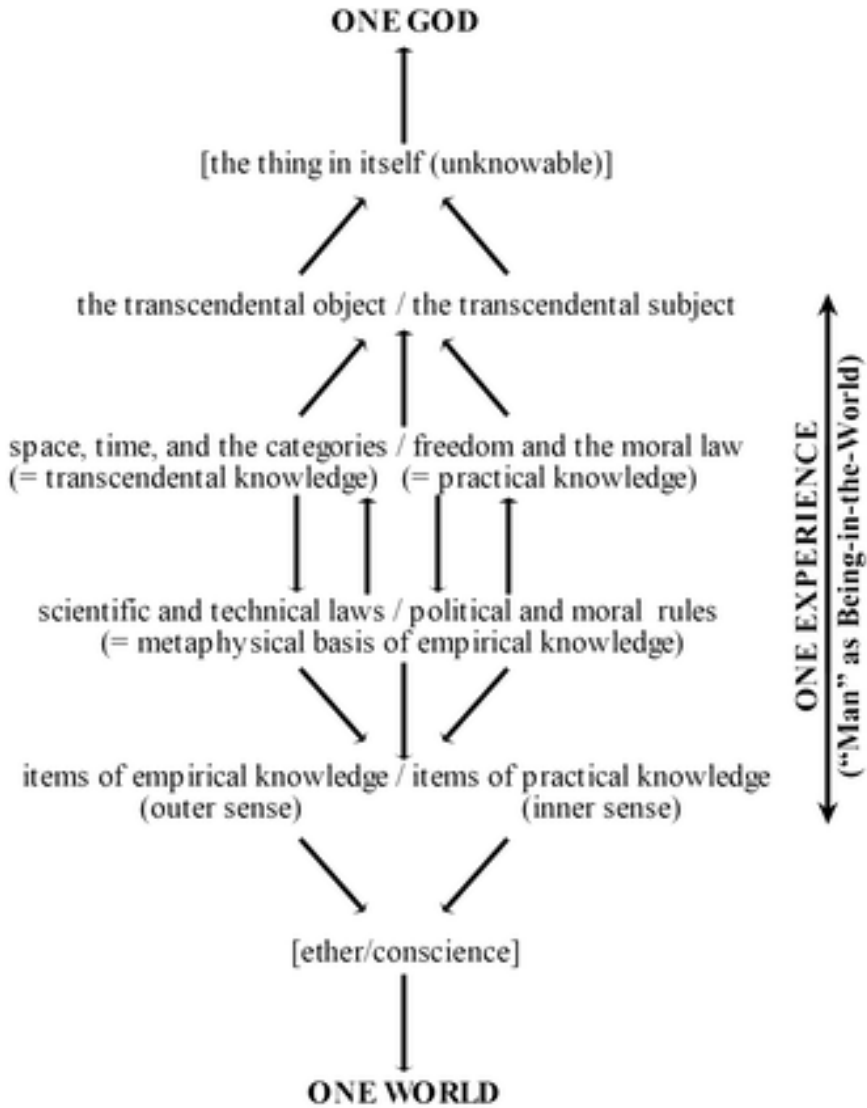 ONE GOD
[the thing in itself (unknowable)]
the transcendental object / the transcendental subject
space, time, and the categories / freedom and the moral law
(= transcendental knowledge) (= practical knowledge)
scientific and technical laws / political and moral rules
(= metaphysical basis of empirical knowledge)
items of empirical knowledge / items of practical knowledge
(outer sense) (inner sense)
[ether/conscience]
ONE WORLD
ONE EXPERIENCE
("Man" as Being-in-the-World)